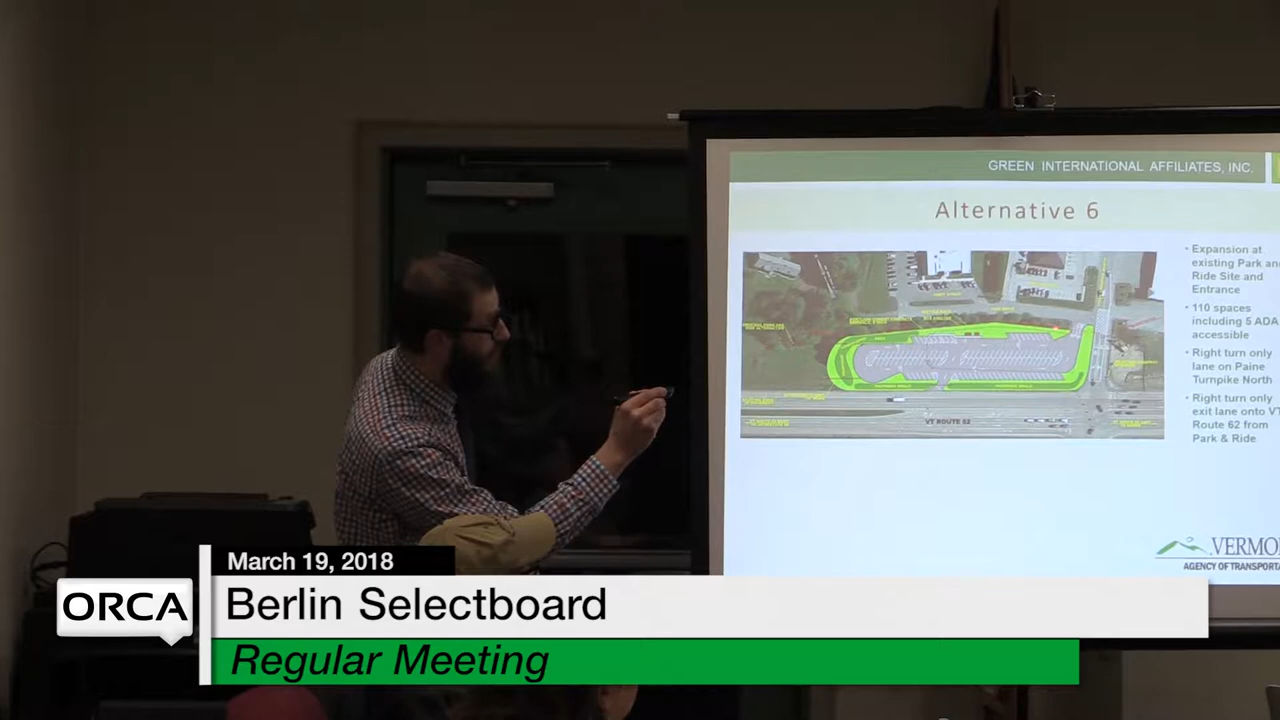 GREEN INTERNATIONAL AFFILIATES, INC.
Alternative 6
• Expansion at
existing Park an
Ride Site and
Entrance
• 110 spaces
including 5 ADA
accessible
• Right turn only
lane on Paine
Turnpike North
• Right turn only
exit lane onto VT
Route 62 from
Park & Ride
VT ROUTE 62
VERMO
AGENCY OF TRANSPORTA
March 19, 2018
ORCA
Berlin Selectboard
Regular Meeting